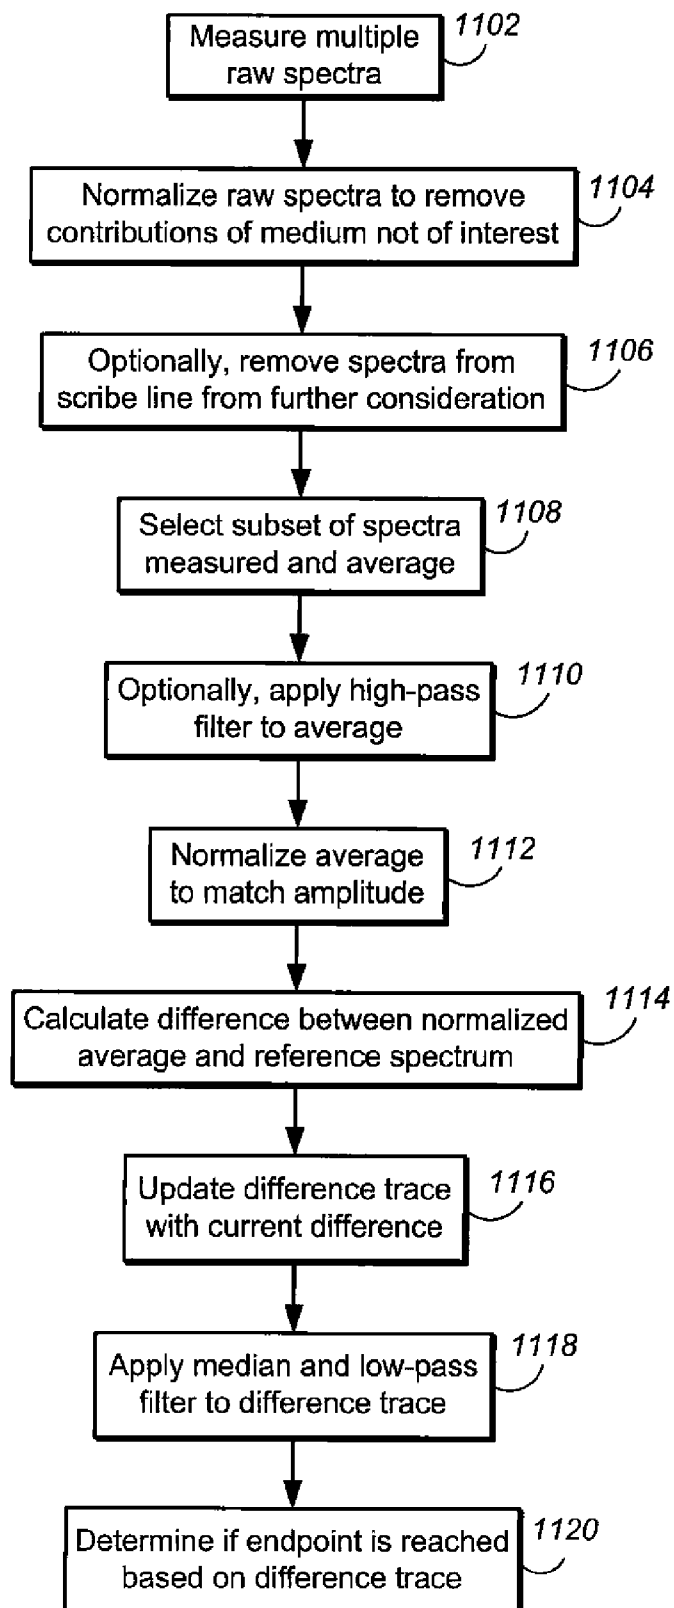 Measure multiple
raw spectra
1102
Normalize raw spectra to remove
contributions of medium not of interest
1104
Optionally, remove spectra from
scribe line from further consideration
1106
Select subset of spectra
measured and average
1108
Optionally, apply high-pass
filter to average
1110
Normalize average
to match amplitude
1112
Calculate difference between normalized
average and reference spectrum
1114
Update difference trace
with current difference
1116
Apply median and low-pass
filter to difference trace
1118
Determine if endpoint is reached
based on difference trace
1120